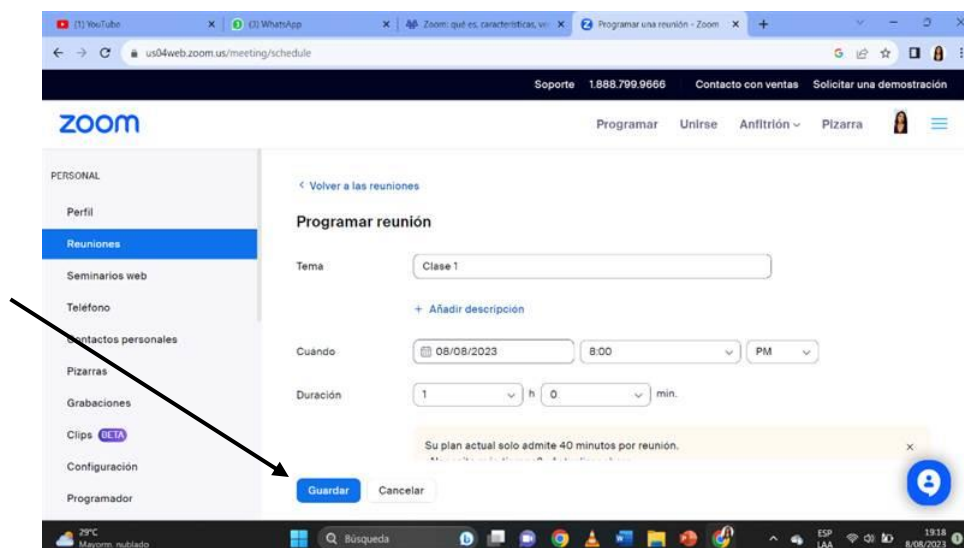 (1) YouTube
(3) WhatsApp
Zoom: qué es, características, ve
Programar una reunión - Zoom
us04web.zoom.us/meeting/schedule
Soporte 1.888.799.9666 Contacto con ventas Solicitar una demostración
zoom
Programar Unirse Anfitrión Pizarra
PERSONAL
Perfil
Reuniones
Seminarios web
Teléfono
Contactos personales
Pizarras
Grabaciones
Clips BETA
Configuración
Programador
Volver a las reuniones
Programar reunión
Tema Clase 1
+ Añadir descripción
Cuándo 08/08/2023 8:00 PM
Duración 1 h 0 min.
Su plan actual solo admite 40 minutos por reunión.
Guardar Cancelar
29°C
Mayorm. nublado
Búsqueda
ESP
LAA
19:18
8/08/2023